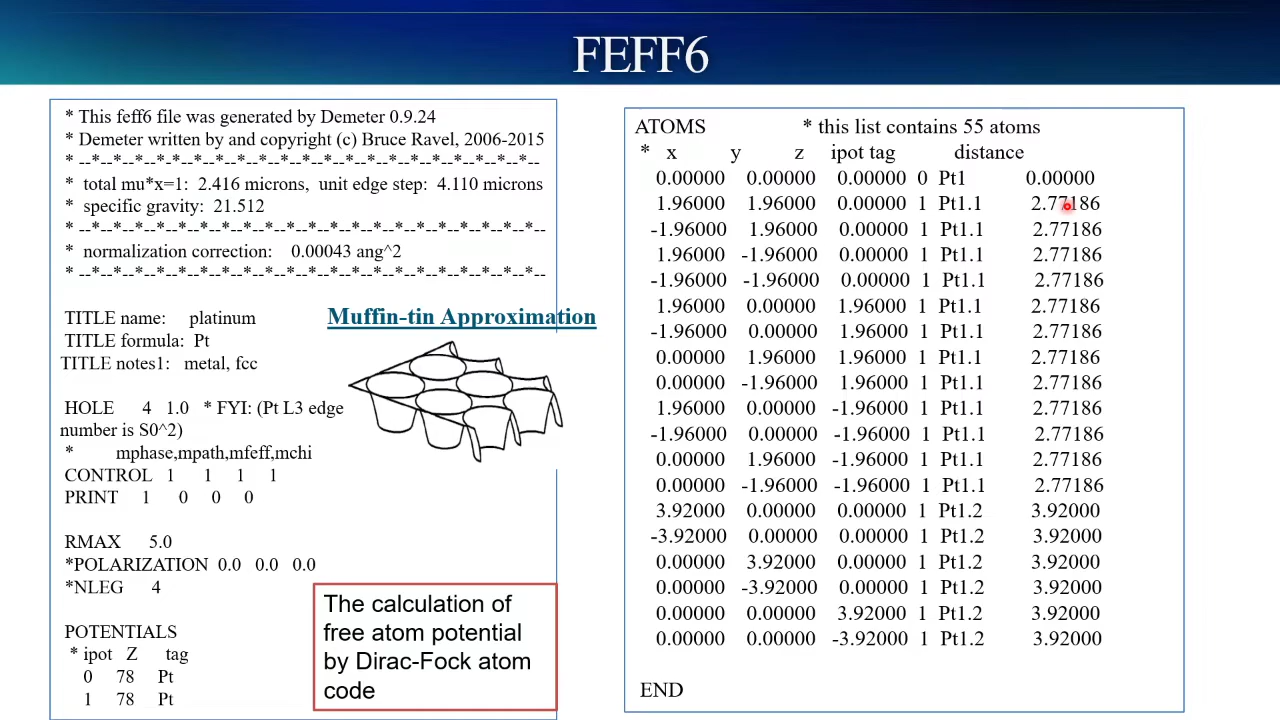 FEFF6
* This feff6 file was generated by Demeter 0.9.24
* Demeter written by and copyright (c) Bruce Ravel, 2006-2015
* --*--*--*--*-*--*--*--*--*--*--*--*--*--*--*--*--*--*--*--*--*--
* total mu*x=1: 2.416 microns, unit edge step: 4.110 microns
* specific gravity: 21.512
* --*--*--*--*--*--*--*--*--*--*--*--*--*--*--*--*--*--*--*--*--*--
* normalization correction: 0.00043 ang^2
* --*--*--*--*--*--*--*--*--*--*--*--*--*--*--*--*--*--*--*--*--*--
TITLE name: platinum
TITLE formula: Pt
TITLE notes1: metal, fcc
HOLE 4 1.0 * FYI: (Pt L3 edge
number is S0^2)
* mphase,mpath,mfeff,mchi
CONTROL 1 1 1 1
PRINT 1 0 0 0
RMAX 5.0
*POLARIZATION 0.0 0.0 0.0
*NLEG 4
POTENTIALS
* ipot Z tag
0 78 Pt
1 78 Pt
Muffin-tin Approximation
The calculation of
free atom potential
by Dirac-Fock atom
code
ATOMS * this list contains 55 atoms
* x y z ipot tag distance
0.00000 0.00000 0.00000 0 Pt1 0.00000
1.96000 1.96000 0.00000 1 Pt1.1 2.77186
-1.96000 1.96000 0.00000 1 Pt1.1 2.77186
1.96000 -1.96000 0.00000 1 Pt1.1 2.77186
-1.96000 -1.96000 0.00000 1 Pt1.1 2.77186
1.96000 0.00000 1.96000 1 Pt1.1 2.77186
-1.96000 0.00000 1.96000 1 Pt1.1 2.77186
0.00000 1.96000 1.96000 1 Pt1.1 2.77186
0.00000 -1.96000 1.96000 1 Pt1.1 2.77186
1.96000 0.00000 -1.96000 1 Pt1.1 2.77186
-1.96000 0.00000 -1.96000 1 Pt1.1 2.77186
0.00000 1.96000 -1.96000 1 Pt1.1 2.77186
0.00000 -1.96000 -1.96000 1 Pt1.1 2.77186
3.92000 0.00000 0.00000 1 Pt1.2 3.92000
-3.92000 0.00000 0.00000 1 Pt1.2 3.92000
0.00000 3.92000 0.00000 1 Pt1.2 3.92000
0.00000 -3.92000 0.00000 1 Pt1.2 3.92000
0.00000 0.00000 3.92000 1 Pt1.2 3.92000
0.00000 0.00000 -3.92000 1 Pt1.2 3.92000
END